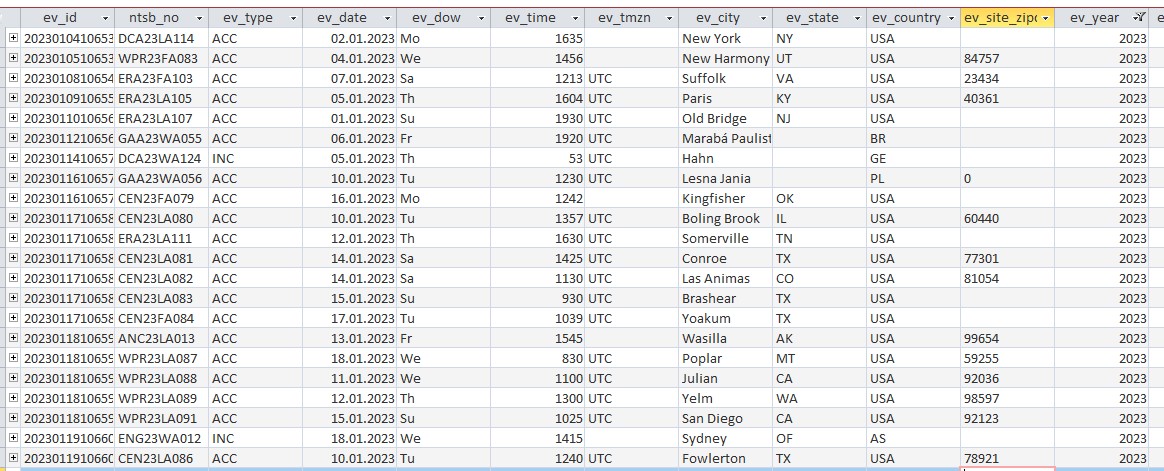 ev_id ntsb_no ev_type ev_date ev_dow ev_time ev_tmzn ev_city ev_state ev_country ev_site_zipc ev_year
2023010410653 DCA23LA114 ACC 02.01.2023 Mo 1635 New York NY USA 2023
2023010510653 WPR23FA083 ACC 04.01.2023 We 1456 New Harmony UT USA 84757 2023
2023010810654 ERA23FA103 ACC 07.01.2023 Sa 1213 UTC Suffolk VA USA 23434 2023
2023010910655 ERA23LA105 ACC 05.01.2023 Th 1604 UTC Paris KY USA 40361 2023
2023011010656 ERA23LA107 ACC 01.01.2023 Su 1930 UTC Old Bridge NJ USA 2023
2023011210656 GAA23WA055 ACC 06.01.2023 Fr 1920 UTC Marabá Paulist BR 2023
2023011410657 DCA23WA124 INC 05.01.2023 Th 53 UTC Hahn GE 2023
2023011610657 GAA23WA056 ACC 10.01.2023 Tu 1230 UTC Lesna Jania PL 0 2023
2023011610657 CEN23FA079 ACC 16.01.2023 Mo 1242 Kingfisher OK USA 2023
2023011710658 CEN23LA080 ACC 10.01.2023 Tu 1357 UTC Boling Brook IL USA 60440 2023
2023011710658 ERA23LA111 ACC 12.01.2023 Th 1630 UTC Somerville TN USA 2023
2023011710658 CEN23LA081 ACC 14.01.2023 Sa 1425 UTC Conroe TX USA 77301 2023
2023011710658 CEN23LA082 ACC 14.01.2023 Sa 1130 UTC Las Animas CO USA 81054 2023
2023011710658 CEN23LA083 ACC 15.01.2023 Su 930 UTC Brashear TX USA 2023
2023011710658 CEN23FA084 ACC 17.01.2023 Tu 1039 UTC Yoakum TX USA 2023
2023011810659 ANC23LA013 ACC 13.01.2023 Fr 1545 Wasilla AK USA 99654 2023
2023011810659 WPR23LA087 ACC 18.01.2023 We 830 UTC Poplar MT USA 59255 2023
2023011810659 WPR23LA088 ACC 11.01.2023 We 1100 UTC Julian CA USA 92036 2023
2023011810659 WPR23LA089 ACC 12.01.2023 Th 1300 UTC Yelm WA USA 98597 2023
2023011810659 WPR23LA091 ACC 15.01.2023 Su 1025 UTC San Diego CA USA 92123 2023
2023011910660 ENG23WA012 INC 18.01.2023 We 1415 Sydney OF AS 2023
2023011910660 CEN23LA086 ACC 10.01.2023 Tu 1240 UTC Fowlerton TX USA 78921 2023